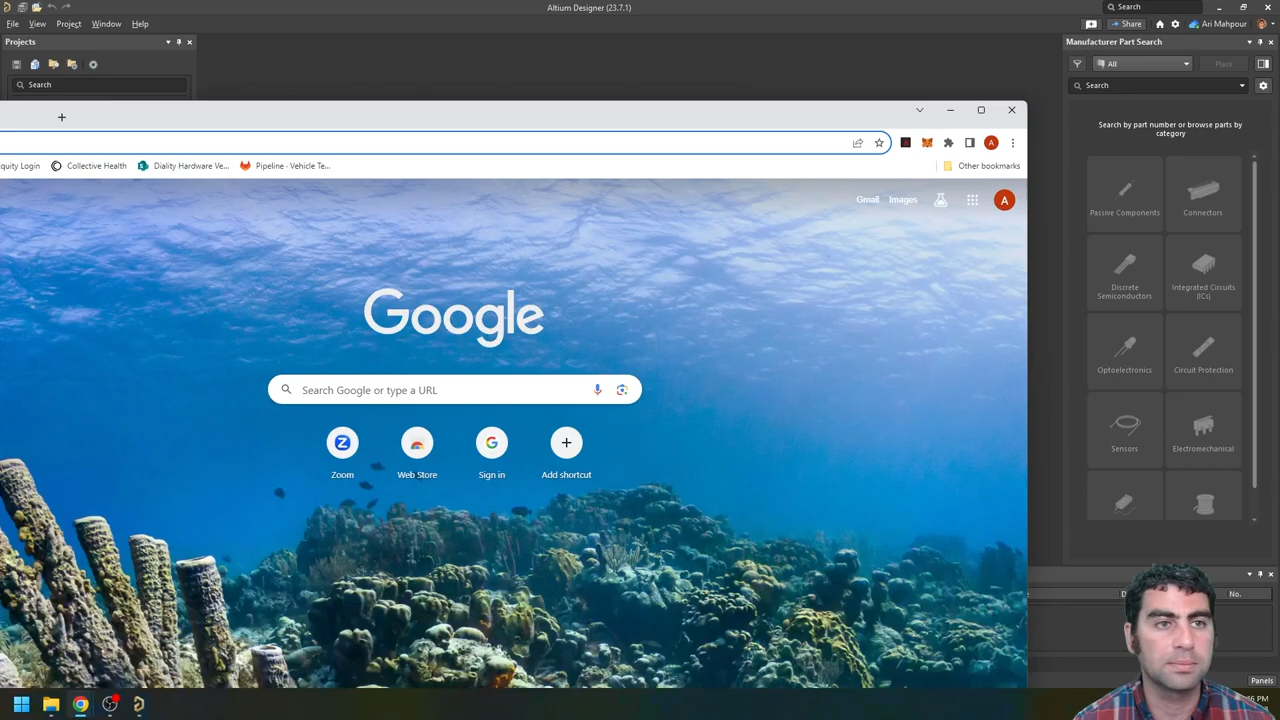 Altium Designer (23.7.1)
Search
File View Project Window Help
Share
Ari Mahpour
Projects
Search
Manufacturer Part Search
All
Place
Search
Search by part number or browse parts by
category
Passive Components
Connectors
Discrete
Semiconductors
Integrated Circuits
(ICs)
Optoelectronics
Circuit Protection
Sensors
Electromechanical
quity Login
Collective Health
Diality Hardware Ve...
Pipeline - Vehicle Te...
Other bookmarks
A
Gmail
Images
A
Google
Search Google or type a URL
Zoom
Web Store
Sign in
Add shortcut
No.
Panels
PM